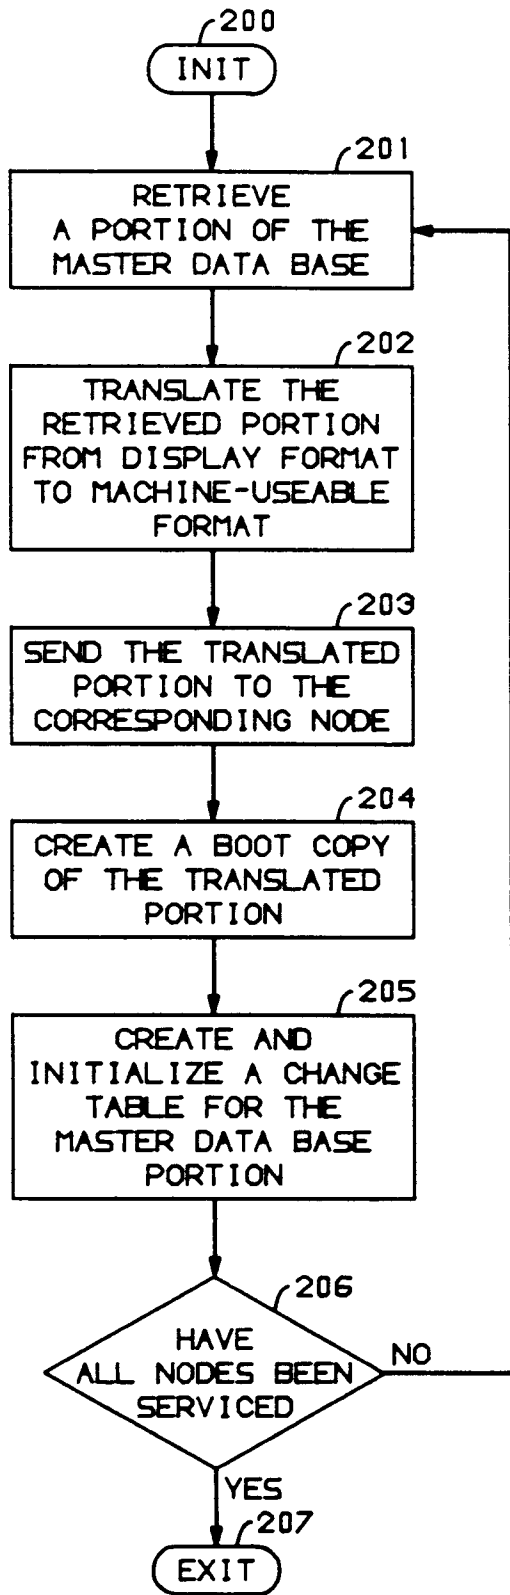 200
INIT
201
RETRIEVE
A PORTION OF THE
MASTER DATA BASE
202
TRANSLATE THE
RETRIEVED PORTION
FROM DISPLAY FORMAT
TO MACHINE-USEABLE
FORMAT
203
SEND THE TRANSLATED
PORTION TO THE
CORRESPONDING NODE
204
CREATE A BOOT COPY
OF THE TRANSLATED
PORTION
205
CREATE AND
INITIALIZE A CHANGE
TABLE FOR THE
MASTER DATA BASE
PORTION
206
HAVE
ALL NODES BEEN
SERVICED
NO
YES
207
EXIT